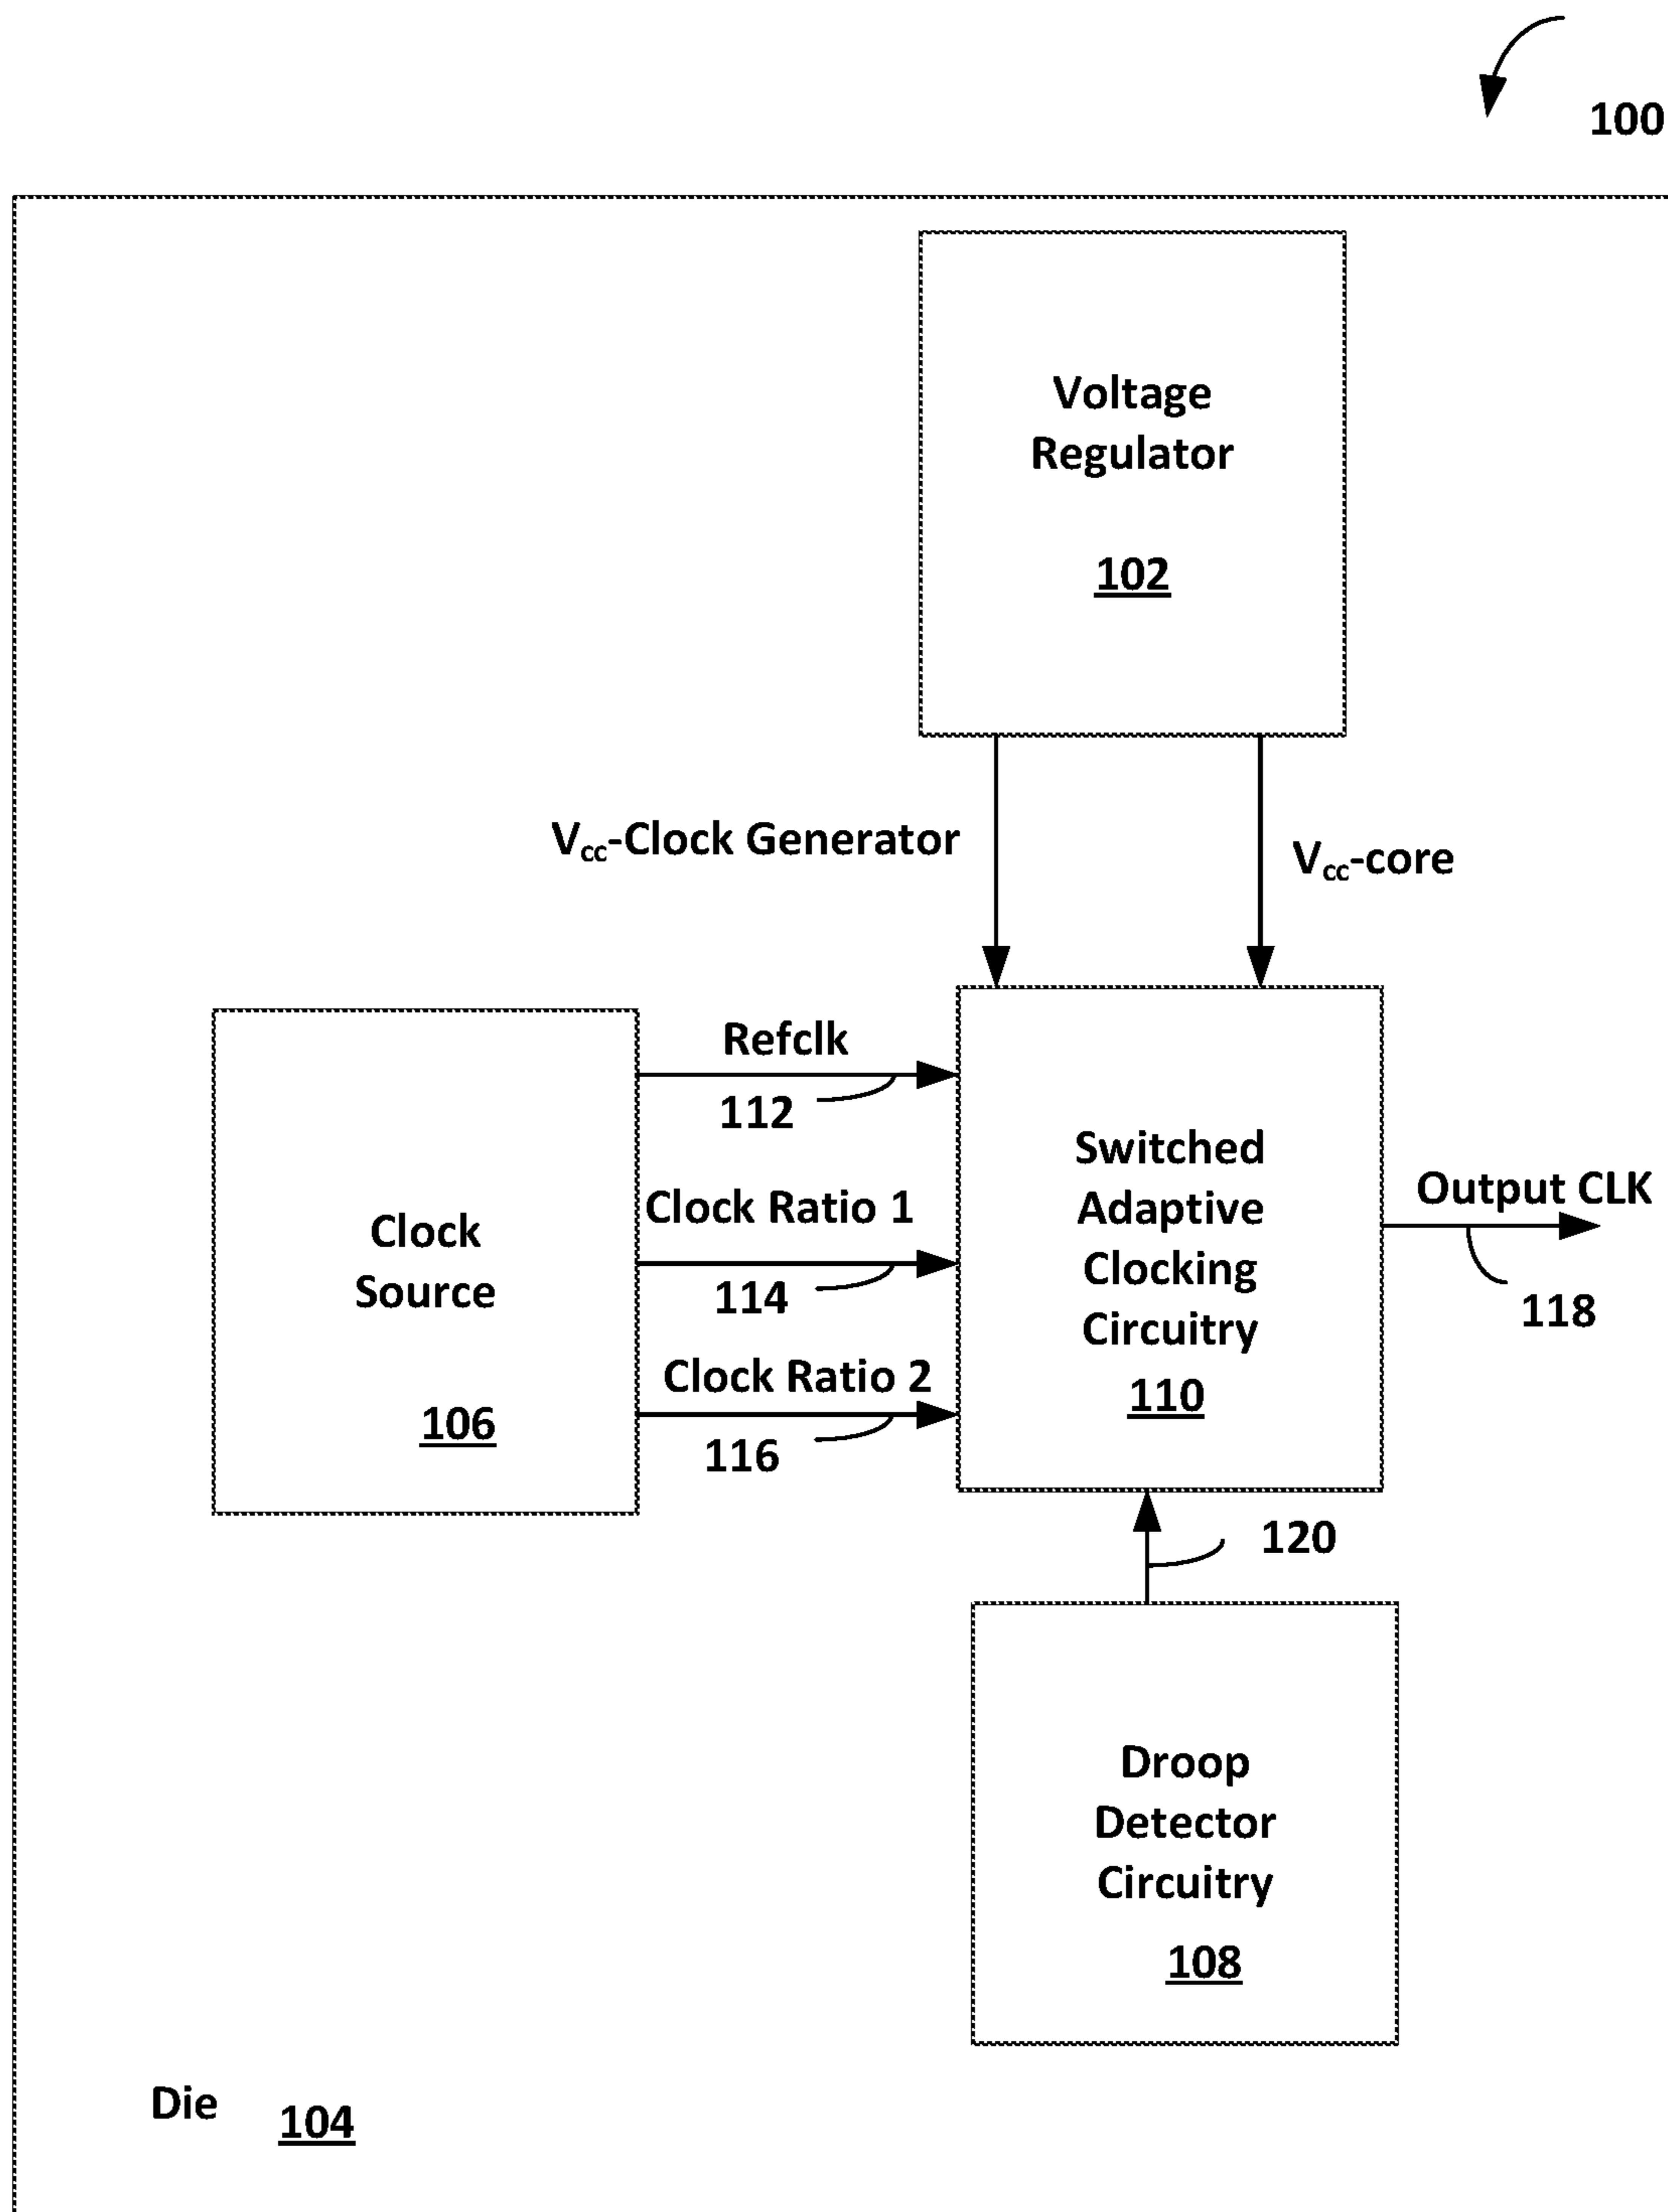 100
Voltage
Regulator
102
Vcc-Clock Generator
Vcc-core
Refclk
112
Clock Ratio 1
114
Clock Ratio 2
116
Clock
Source
106
Switched
Adaptive
Clocking
Circuitry
110
Output CLK
118
120
Droop
Detector
Circuitry
108
Die 104